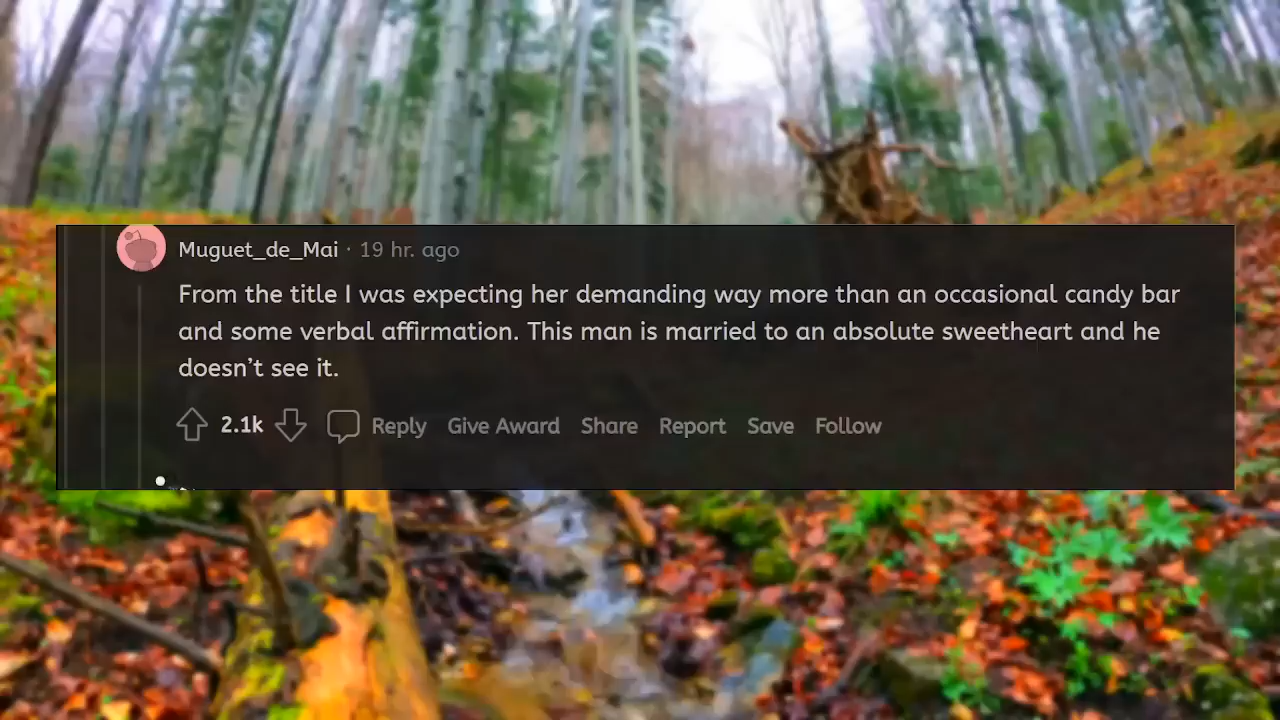 Muguet_de_Mai · 19 hr. ago
From the title I was expecting her demanding way more than an occasional candy bar
and some verbal affirmation. This man is married to an absolute sweetheart and he
doesn’t see it.
2.1k Reply Give Award Share Report Save Follow